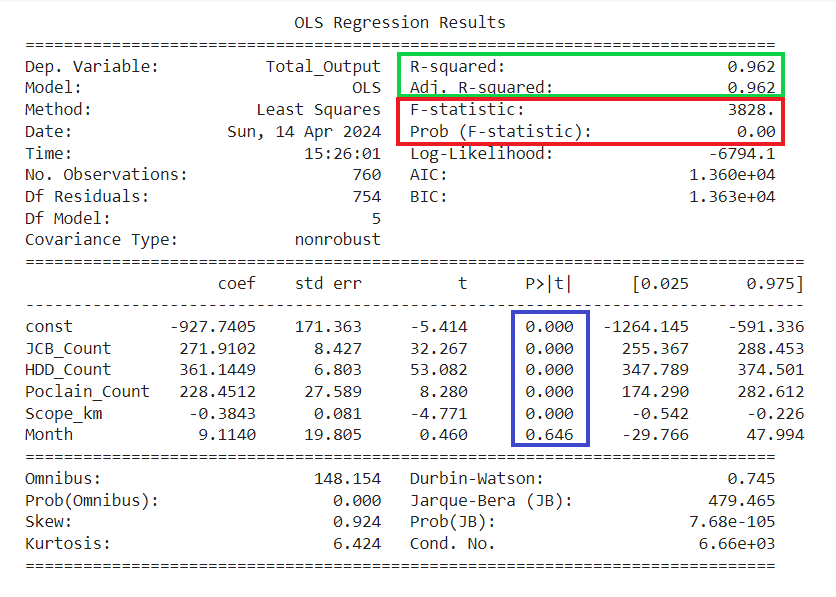 OLS Regression Results
==============================================================================
Dep. Variable: Total_Output R-squared: 0.962
Model: OLS Adj. R-squared: 0.962
Method: Least Squares F-statistic: 3828.
Date: Sun, 14 Apr 2024 Prob (F-statistic): 0.00
Time: 15:26:01 Log-Likelihood: -6794.1
No. Observations: 760 AIC: 1.360e+04
Df Residuals: 754 BIC: 1.363e+04
Df Model: 5
Covariance Type: nonrobust
=================================================================================
coef std err t P>|t| [0.025 0.975]
---------------------------------------------------------------------------------
const -927.7405 171.363 -5.414 0.000 -1264.145 -591.336
JCB_Count 271.9102 8.427 32.267 0.000 255.367 288.453
HDD_Count 361.1449 6.803 53.082 0.000 347.789 374.501
Poclain_Count 228.4512 27.589 8.280 0.000 174.290 282.612
Scope_km -0.3843 0.081 -4.771 0.000 -0.542 -0.226
Month 9.1140 19.805 0.460 0.646 -29.766 47.994
==============================================================================
Omnibus: 148.154 Durbin-Watson: 0.745
Prob(Omnibus): 0.000 Jarque-Bera (JB): 479.465
Skew: 0.924 Prob(JB): 7.68e-105
Kurtosis: 6.424 Cond. No. 6.66e+03
==============================================================================